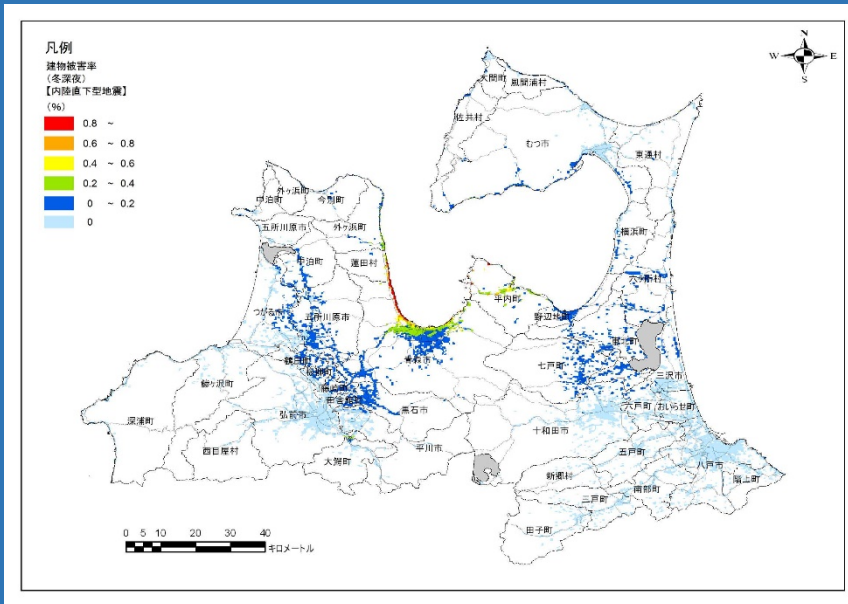 凡例
建物被害率
(冬深夜)
【内陸直下型地震】
(%)
0.8 ～
0.6 ～ 0.8
0.4 ～ 0.6
0.2 ～ 0.4
0 ～ 0.2
0
N
W E
S
大間町
風間浦村
佐井村
むつ市
東通村
外ヶ浜町
中泊町
今別町
五所川原市
外ヶ浜町
横浜町
中泊町
蓬田村
六ヶ所村
平内町
つがる市
五所川原市
野辺地町
青森市
鶴田町
七戸町
三沢市
鰺ヶ沢町
六戸町
おいらせ町
弘前市
黒石市
深浦町
十和田市
平川市
五戸町
西目屋村
大鰐町
八戸市
新郷村
階上町
南部町
三戸町
田子町
0 5 10 20 30 40
キロメートル